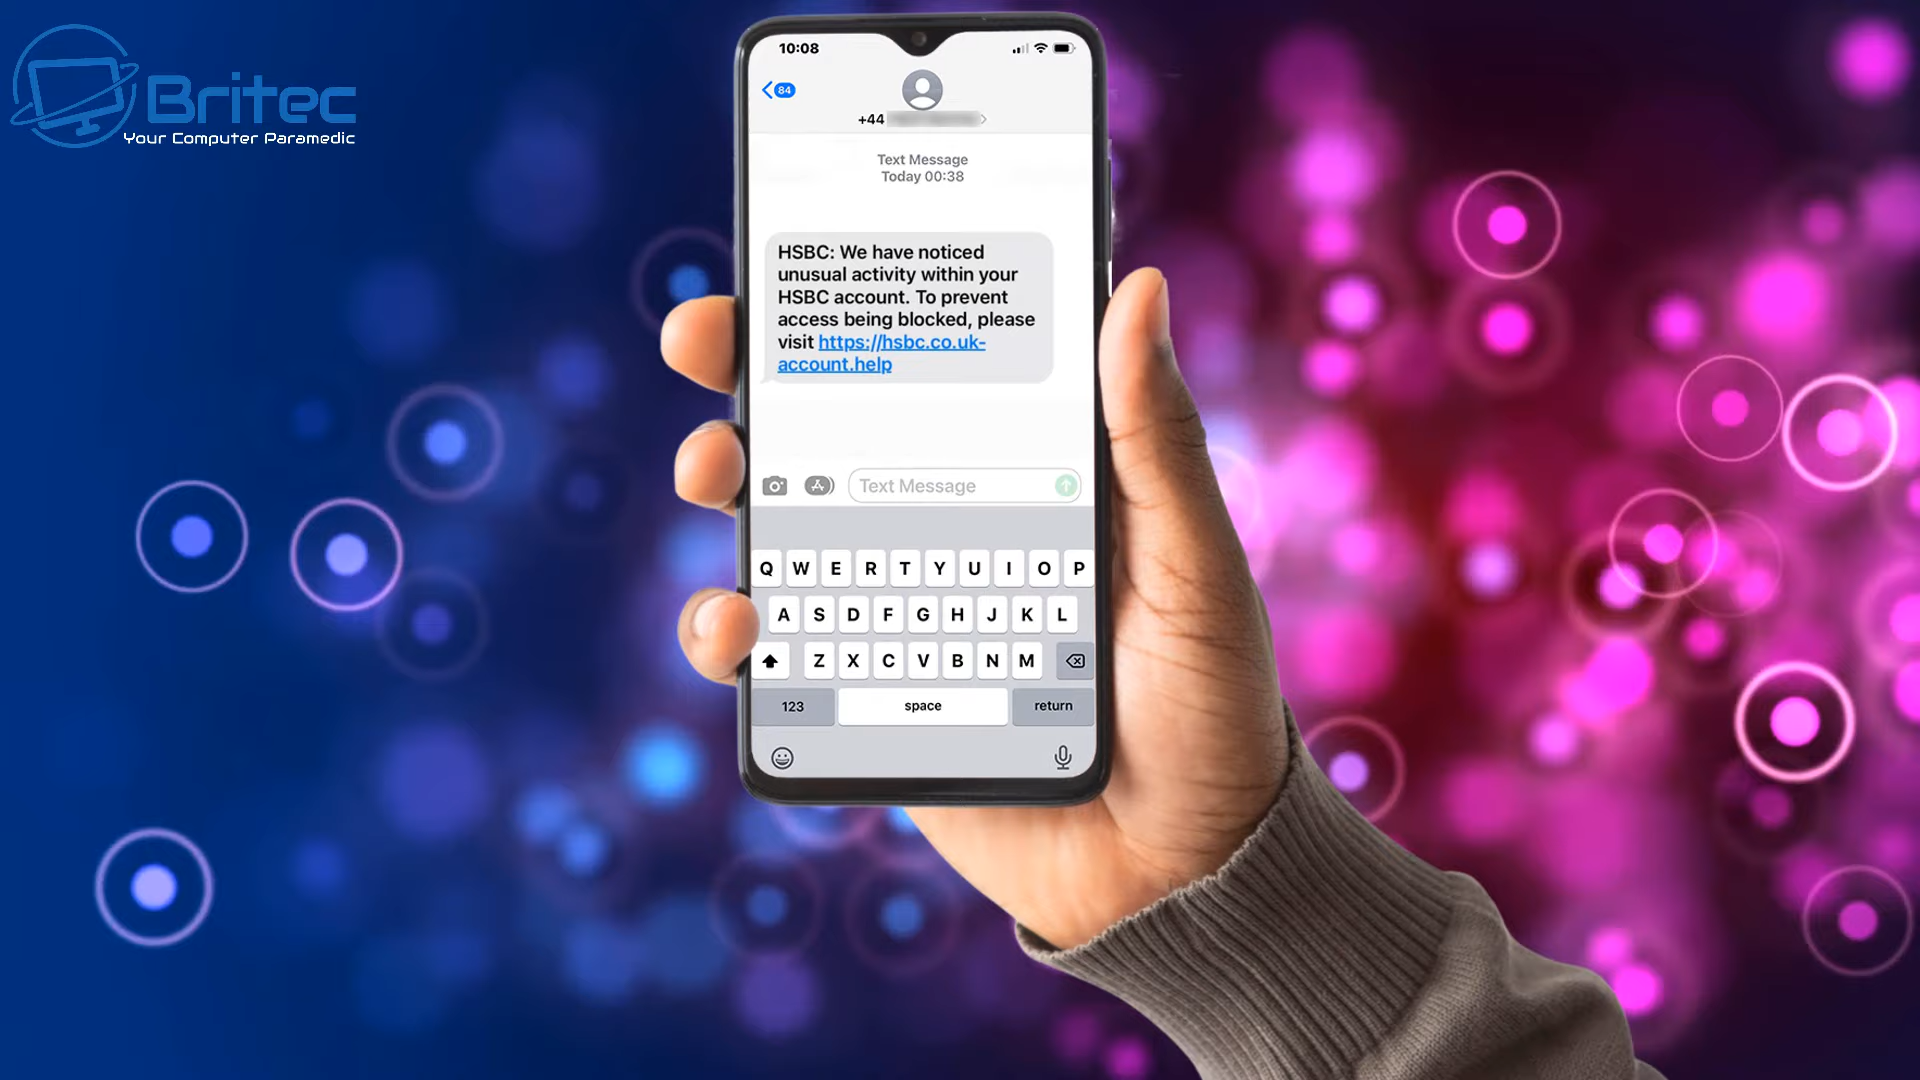 Britec
Your Computer Paramedic
10:08
84
+44
Text Message
Today 00:38
HSBC: We have noticed
unusual activity within your
HSBC account. To prevent
access being blocked, please
visit https://hsbc.co.uk-
account.help
Text Message
Q W E R T Y U I O P
A S D F G H J K L
Z X C V B N M
123 space return